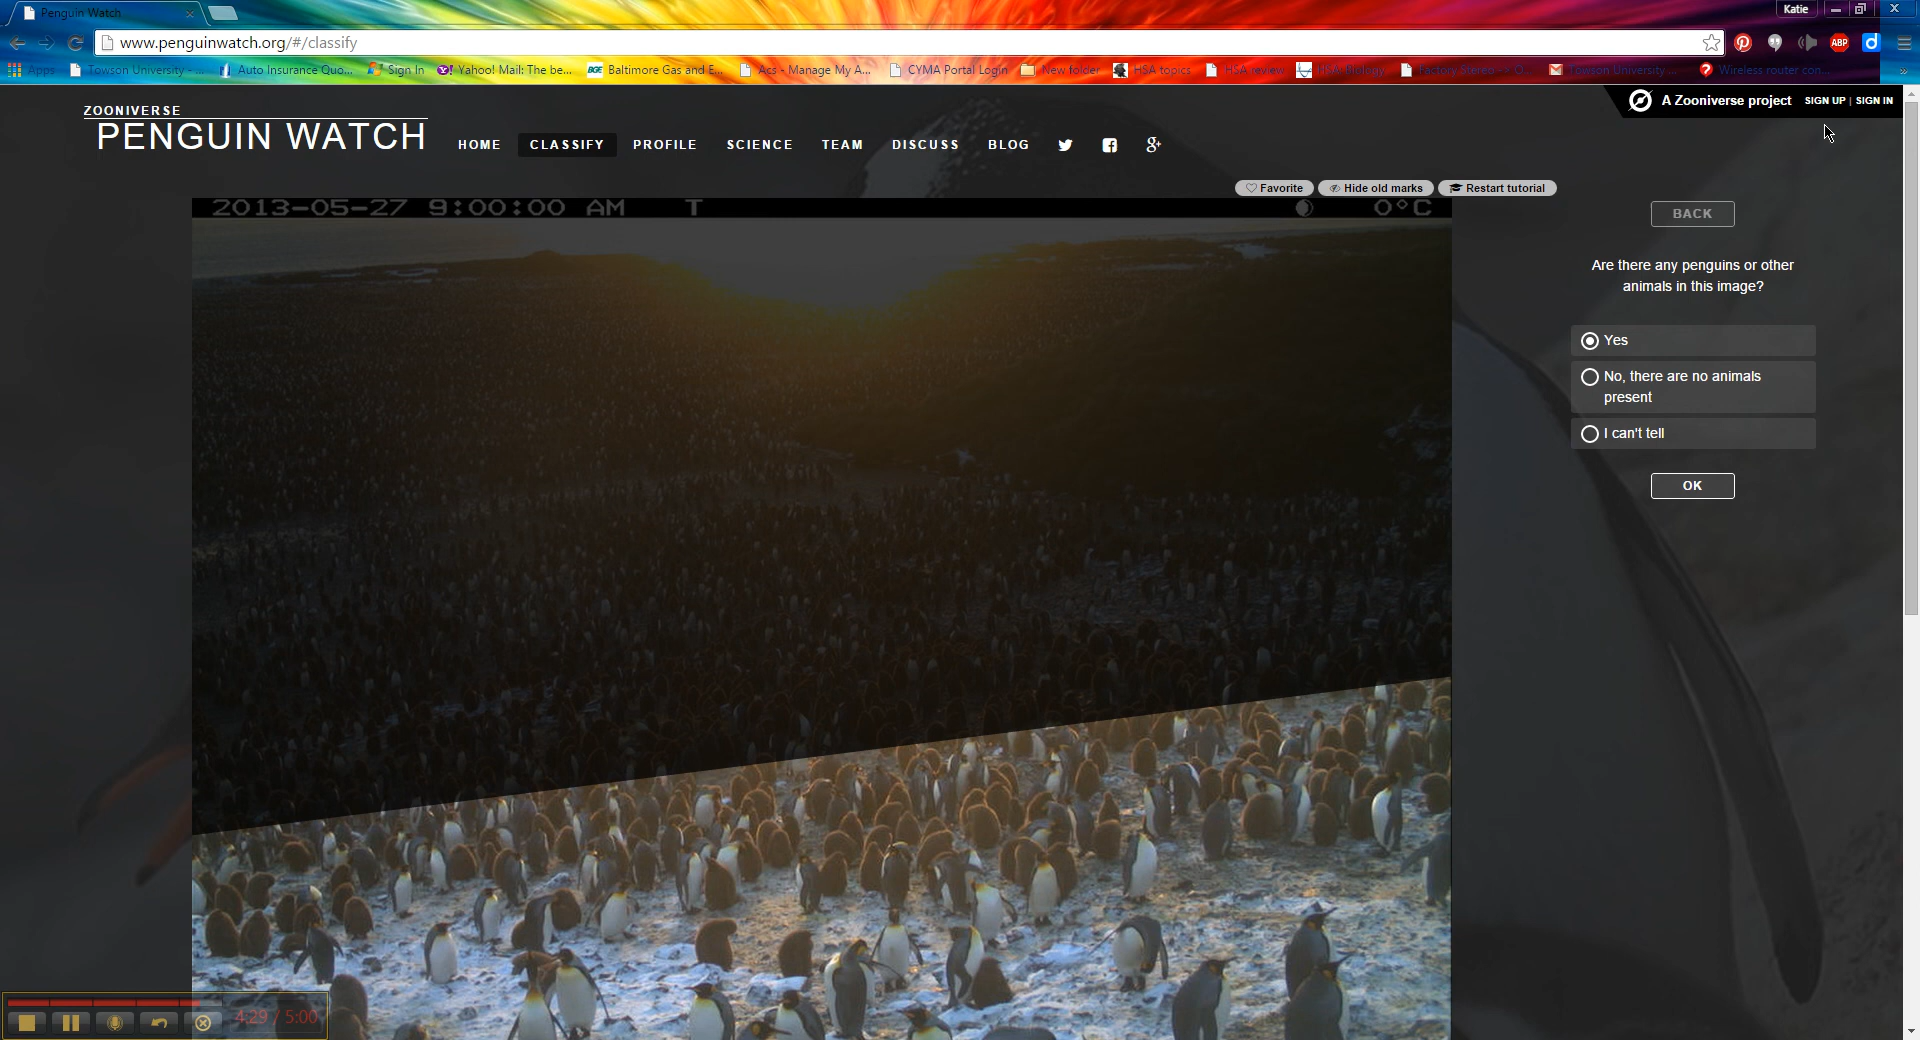 Penguin Watch
Katie
www.penguinwatch.org/#/classify
ABP
Apps
Towson University - ...
Auto Insurance Quo...
Sign In
Yahoo! Mail: The be...
BGE
Baltimore Gas and E...
Acs - Manage My A...
CYMA Portal Login
New folder
HSA topics
HSA review
HSA Biology
Towson University ...
Wireless router con...
ZOONIVERSE
PENGUIN WATCH
HOME
CLASSIFY
PROFILE
SCIENCE
TEAM
DISCUSS
BLOG
A Zooniverse project
SIGN UP | SIGN IN
Favorite
Hide old marks
Restart tutorial
2013-05-27 9:00:00 AM T 0°C
BACK
Are there any penguins or other
animals in this image?
Yes
No, there are no animals
present
I can't tell
OK
4:29 / 5:00